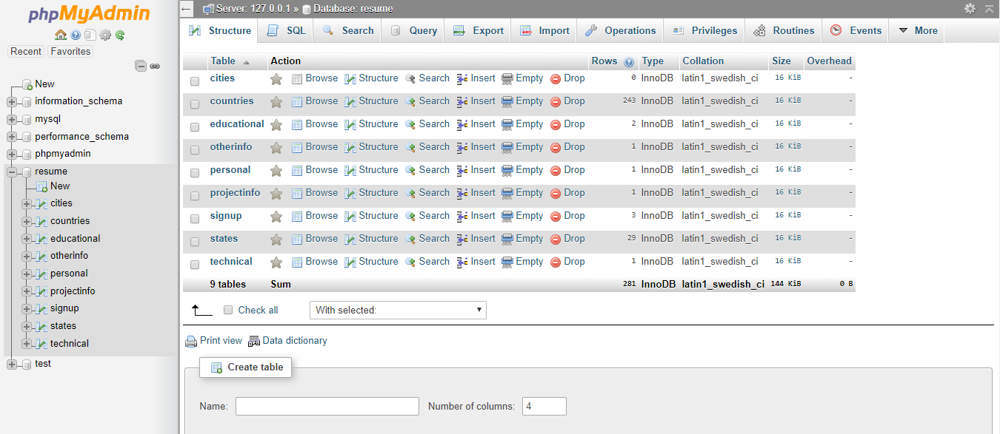 phpMyAdmin
Recent Favorites
New
information_schema
mysql
performance_schema
phpmyadmin
resume
New
cities
countries
educational
otherinfo
personal
projectinfo
signup
states
technical
test
Server: 127.0.0.1 » Database: resume
Structure SQL Search Query Export Import Operations Privileges Routines Events More
Table Action Rows Type Collation Size Overhead
cities Browse Structure Search Insert Empty Drop 0 InnoDB latin1_swedish_ci 16 KiB -
countries Browse Structure Search Insert Empty Drop 243 InnoDB latin1_swedish_ci 16 KiB -
educational Browse Structure Search Insert Empty Drop 2 InnoDB latin1_swedish_ci 16 KiB -
otherinfo Browse Structure Search Insert Empty Drop 1 InnoDB latin1_swedish_ci 16 KiB -
personal Browse Structure Search Insert Empty Drop 1 InnoDB latin1_swedish_ci 16 KiB -
projectinfo Browse Structure Search Insert Empty Drop 1 InnoDB latin1_swedish_ci 16 KiB -
signup Browse Structure Search Insert Empty Drop 3 InnoDB latin1_swedish_ci 16 KiB -
states Browse Structure Search Insert Empty Drop 29 InnoDB latin1_swedish_ci 16 KiB -
technical Browse Structure Search Insert Empty Drop 1 InnoDB latin1_swedish_ci 16 KiB -
9 tables Sum 281 InnoDB latin1_swedish_ci 144 KiB 0 B
Check all With selected:
Print view Data dictionary
Create table
Name: Number of columns: 4